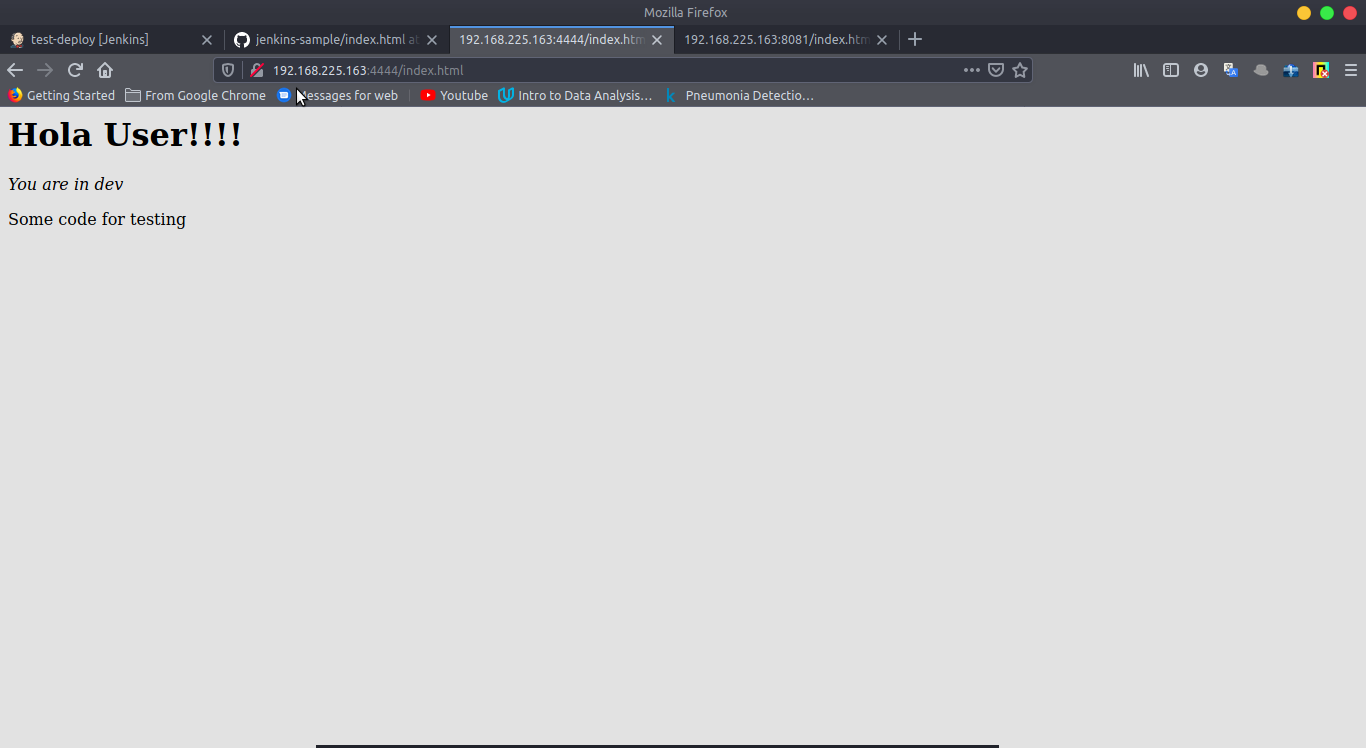 Mozilla Firefox
test-deploy [Jenkins]
jenkins-sample/index.html at
192.168.225.163:4444/index.htm
192.168.225.163:8081/index.htm
192.168.225.163:4444/index.html
Getting Started
From Google Chrome
Messages for web
Youtube
Intro to Data Analysis…
Pneumonia Detectio…
Hola User!!!!
You are in dev
Some code for testing